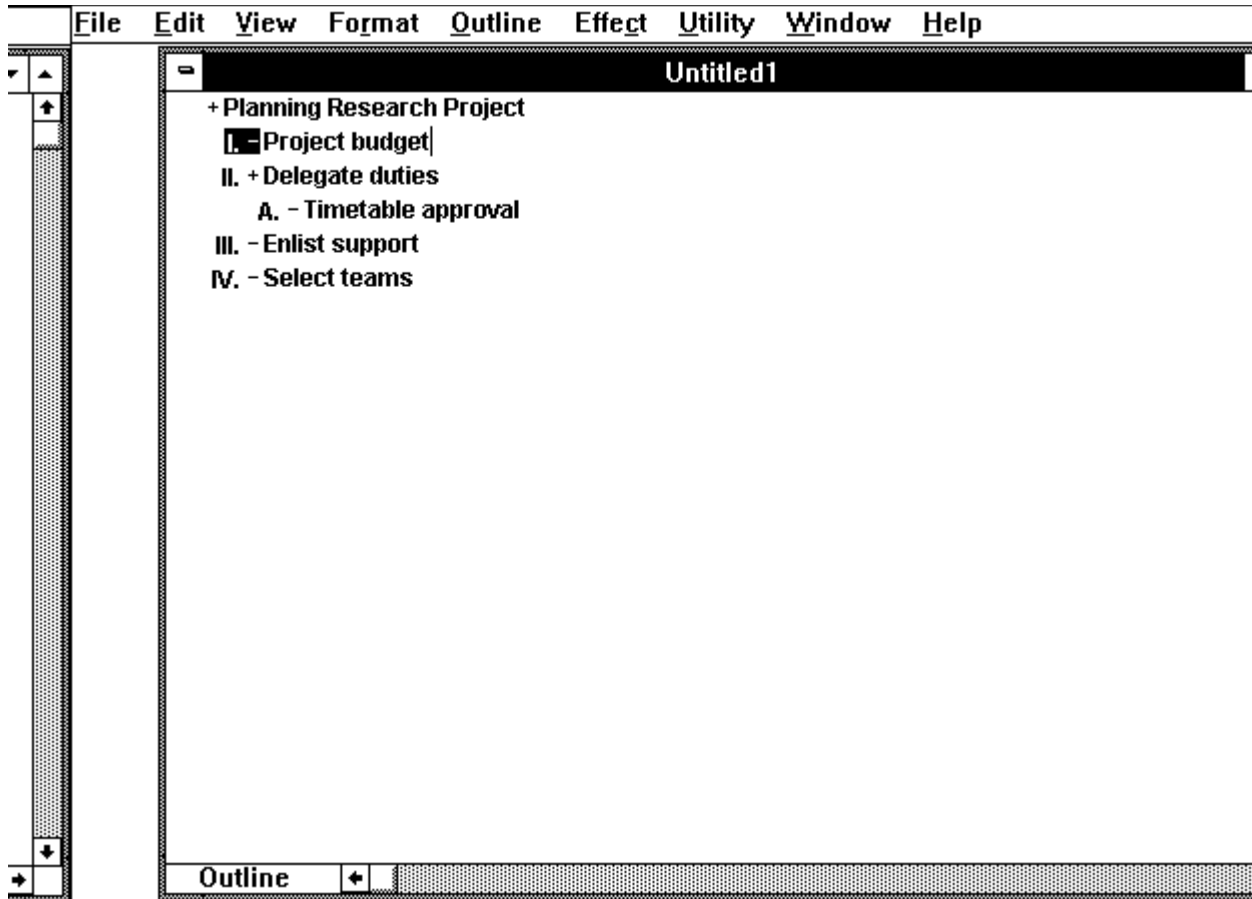 File Edit View Format Outline Effect Utility Window Help
Untitled1
+ Planning Research Project
I. - Project budget
II. + Delegate duties
A. - Timetable approval
III. - Enlist support
IV. - Select teams
Outline